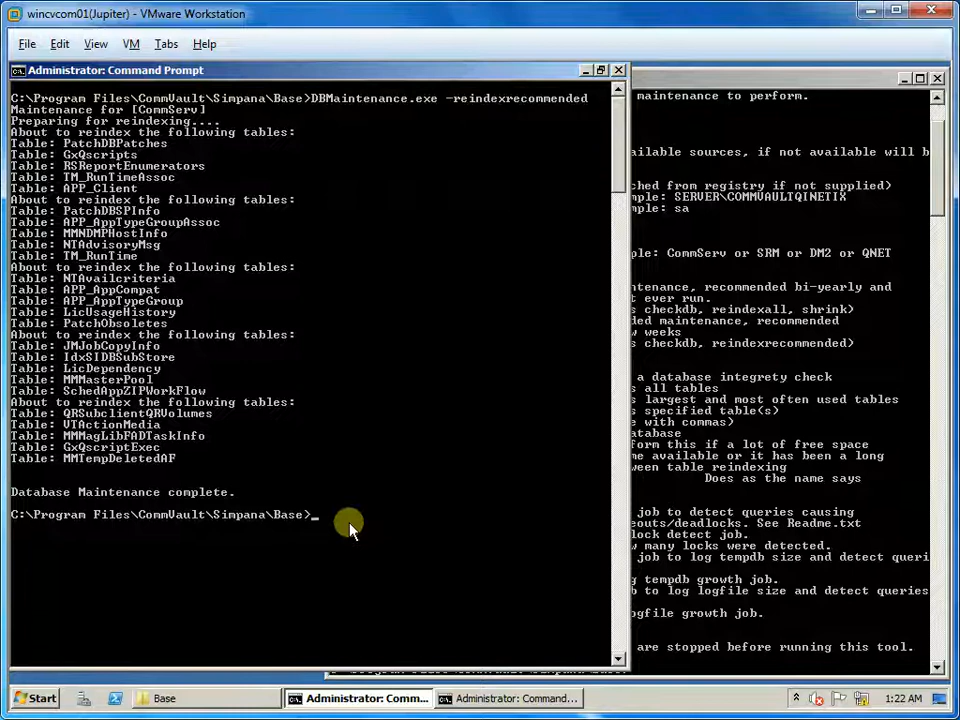 wincvcom01(Jupiter) - VMware Workstation
File Edit View VM Tabs Help
Administrator: Command Prompt
C:\Program Files\CommVault\Simpana\Base>DBMaintenance.exe -reindexrecommended
Maintenance for [CommServ]
Preparing for reindexing....
About to reindex the following tables:
Table: PatchDBPatches
Table: GxQscripts
Table: RSReportEnumerators
Table: TM_RunTimeAssoc
Table: APP_Client
About to reindex the following tables:
Table: PatchDBSPInfo
Table: APP_AppTypeGroupAssoc
Table: MMNDMPHostInfo
Table: NTAdvisoryMsg
Table: TM_RunTime
About to reindex the following tables:
Table: NTAvailcriteria
Table: APP_AppCompat
Table: APP_AppTypeGroup
Table: LicUsageHistory
Table: PatchObsoletes
About to reindex the following tables:
Table: JMJobCopyInfo
Table: IdxSIDBSubStore
Table: LicDependency
Table: MMMasterPool
Table: SchedAppZIPWorkFlow
About to reindex the following tables:
Table: QRSubclientQRVolumes
Table: VTActionMedia
Table: MMMagLibFADTaskInfo
Table: GxQscriptExec
Table: MMTempDeletedAF
Database Maintenance complete.
C:\Program Files\CommVault\Simpana\Base>_
maintenance to perform.
ailable sources, if not available will b
ched from registry if not supplied)
mple: SERVER\COMMVAULTQINETIX
mple: sa
ple: CommServ or SRM or DM2 or QNET
ntenance, recommended bi-yearly and
t ever run.
s checkdb, reindexall, shrink)
ded maintenance, recommended
w weeks
s checkdb, reindexrecommended)
a database integrety check
s all tables
s largest and most often used tables
s specified table(s)
e with commas)
atabase
form this if a lot of free space
me available or it has been a long
ween table reindexing
Does as the name says
job to detect queries causing
eouts/deadlocks. See Readme.txt
lock detect job.
w many locks were detected.
job to log tempdb size and detect queri
g tempdb growth job.
b to log logfile size and detect queries
ogfile growth job.
are stopped before running this tool.
Start Base Administrator: Comm... Administrator: Command... 1:22 AM